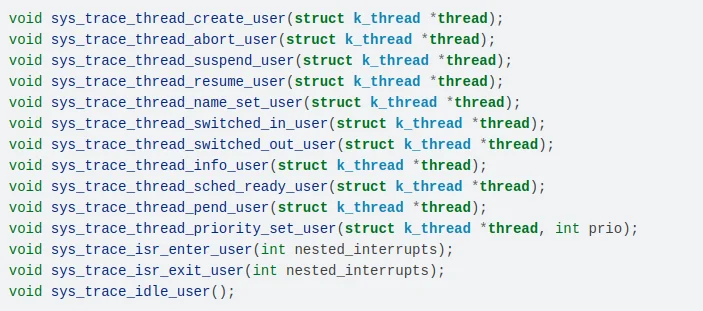 void sys_trace_thread_create_user(struct k_thread *thread);
void sys_trace_thread_abort_user(struct k_thread *thread);
void sys_trace_thread_suspend_user(struct k_thread *thread);
void sys_trace_thread_resume_user(struct k_thread *thread);
void sys_trace_thread_name_set_user(struct k_thread *thread);
void sys_trace_thread_switched_in_user(struct k_thread *thread);
void sys_trace_thread_switched_out_user(struct k_thread *thread);
void sys_trace_thread_info_user(struct k_thread *thread);
void sys_trace_thread_sched_ready_user(struct k_thread *thread);
void sys_trace_thread_pend_user(struct k_thread *thread);
void sys_trace_thread_priority_set_user(struct k_thread *thread, int prio);
void sys_trace_isr_enter_user(int nested_interrupts);
void sys_trace_isr_exit_user(int nested_interrupts);
void sys_trace_idle_user();